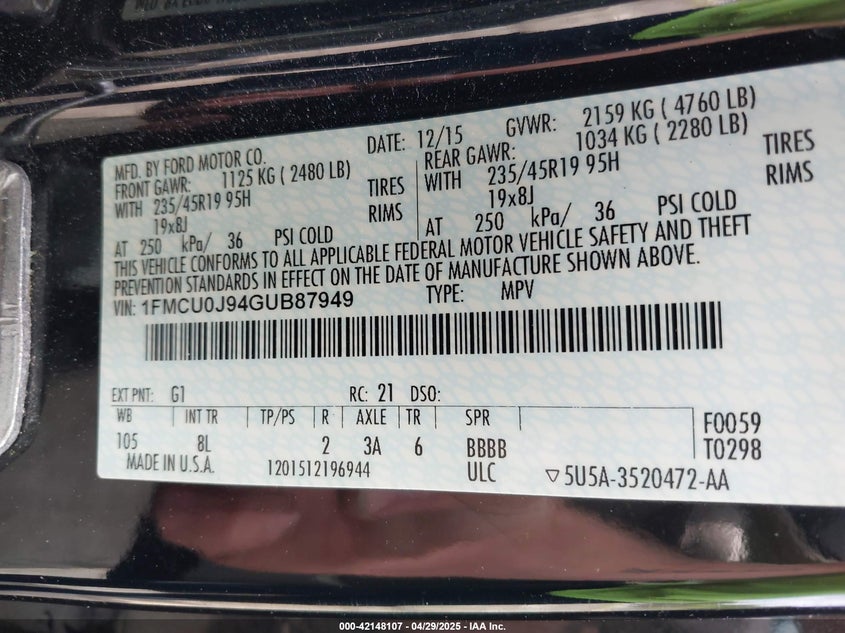 MFD. BY FORD MOTOR CO.
DATE: 12/15 GVWR: 2159 KG ( 4760 LB)
FRONT GAWR: 1125 KG ( 2480 LB)
WITH 235/45R19 95H TIRES
19x8J RIMS
AT 250 kPa/ 36 PSI COLD
REAR GAWR: 1034 KG ( 2280 LB)
WITH 235/45R19 95H TIRES
19x8J RIMS
AT 250 kPa/ 36 PSI COLD
THIS VEHICLE CONFORMS TO ALL APPLICABLE FEDERAL MOTOR VEHICLE SAFETY AND THEFT
PREVENTION STANDARDS IN EFFECT ON THE DATE OF MANUFACTURE SHOWN ABOVE.
VIN: 1FMCU0J94GUB87949 TYPE: MPV
EXT PNT: G1 RC: 21 DSO:
WB INT TR TP/PS R AXLE TR SPR
105 8L 2 3A 6 BBBB
F0059
T0298
MADE IN U.S.A. 1201512196944 ULC ▽5U5A-3520472-AA
000-42148107 - 04/29/2025 - IAA Inc.